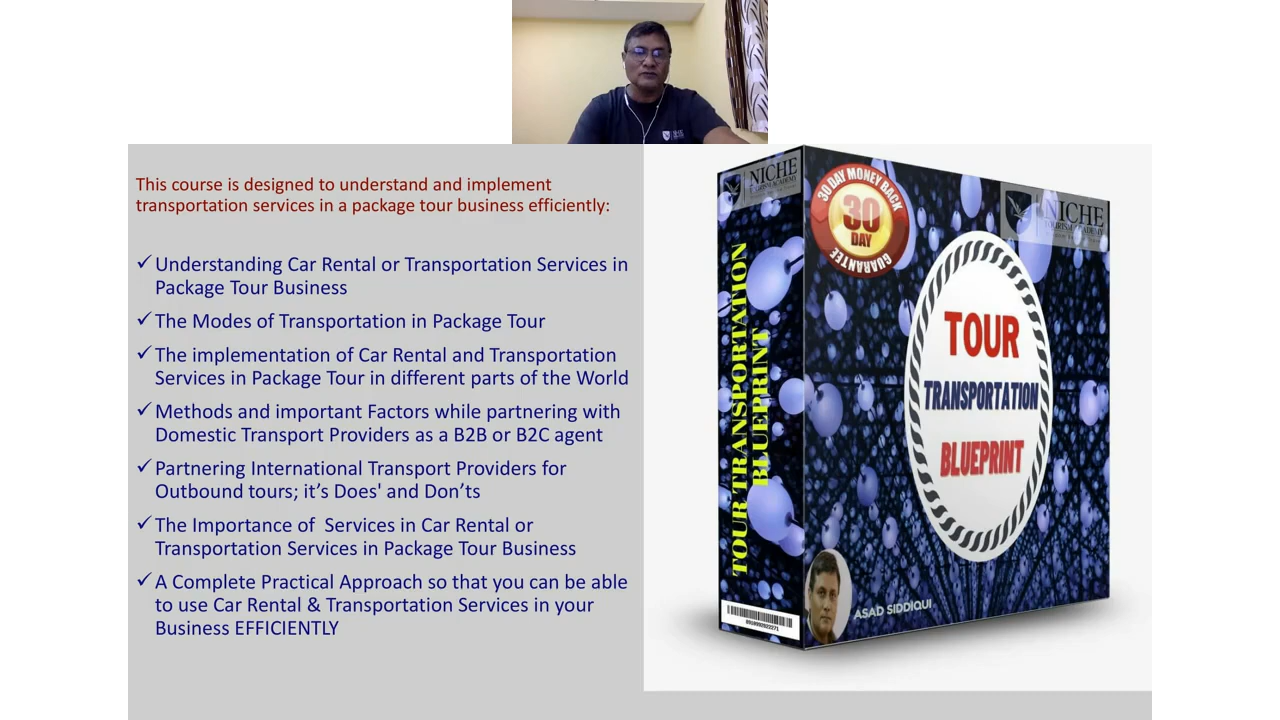 This course is designed to understand and implement
transportation services in a package tour business efficiently:
✓ Understanding Car Rental or Transportation Services in
Package Tour Business
✓ The Modes of Transportation in Package Tour
✓ The implementation of Car Rental and Transportation
Services in Package Tour in different parts of the World
✓ Methods and important Factors while partnering with
Domestic Transport Providers as a B2B or B2C agent
✓ Partnering International Transport Providers for
Outbound tours; it’s Does' and Don’ts
✓ The Importance of  Services in Car Rental or
Transportation Services in Package Tour Business
✓ A Complete Practical Approach so that you can be able
to use Car Rental & Transportation Services in your
Business EFFICIENTLY
NICHE
TOURISM ACADEMY
TOUR TRANSPORTATION
BLUEPRINT
30 DAY MONEY BACK
30
DAY
GUARANTEE
NICHE
TOURISM ACADEMY
TOUR
TRANSPORTATION
BLUEPRINT
ASAD SIDDIQUI